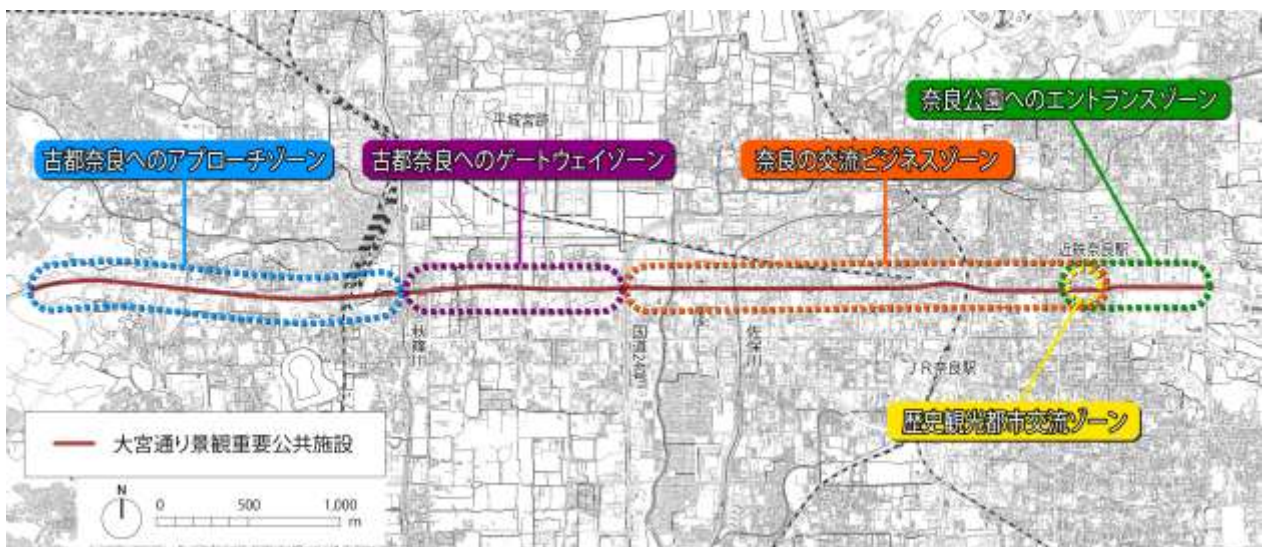 奈良公園へのエントランスゾーン
平城宮跡
古都奈良へのアプローチゾーン
古都奈良へのゲートウェイゾーン
奈良の交流ビジネスゾーン
近鉄奈良駅
秋篠川
国道24号
佐保川
JR奈良駅
歴史観光都市交流ゾーン
大宮通り景観重要公共施設
N
0 500 1,000
m